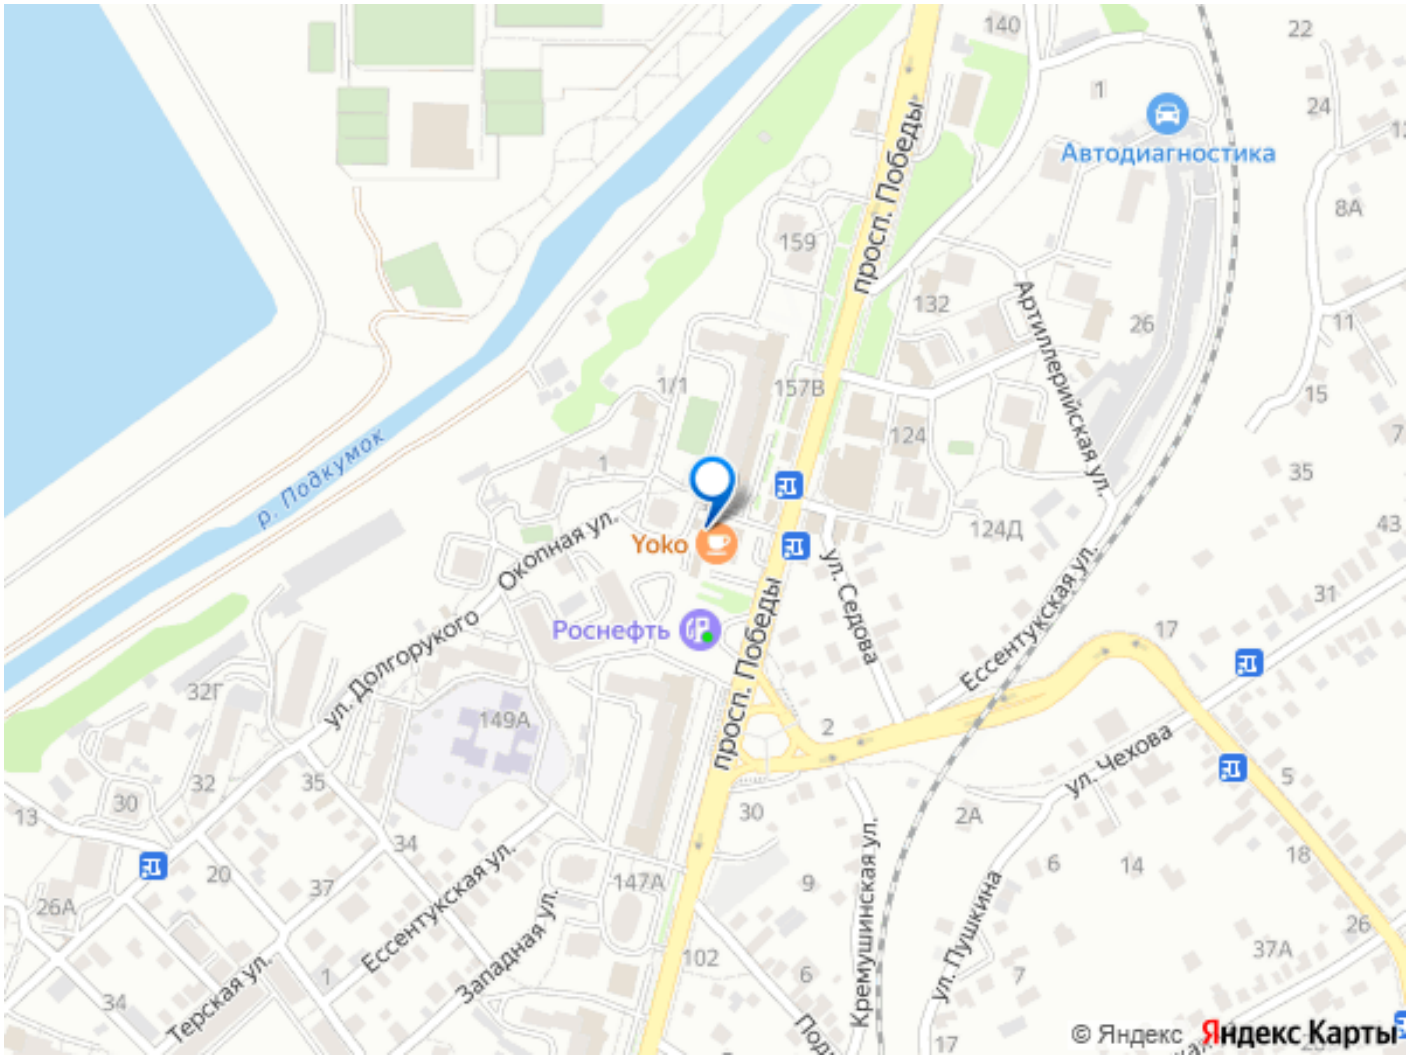 140
22
просп. Победы
1
24
Автодиагностика
8А
159
132
26
11
Артиллерийская ул.
1/1
157В
15
124
7
р. Подкумок
1
35
Yoko
Окопная ул.
124Д
43
ул. Седова
Ессентукская ул.
31
Роснефть
просп. Победы
17
ул. Долгорукого
32Г
149А
2
ул. Чехова
32
35
30
5
13
30
2А
34
20
6
14
18
37
147А
9
Кремушинская ул.
ул. Пушкина
26А
Ессентукская ул.
Западная ул.
26
37А
102
1
6
7
34
Терская ул.
17
© Яндекс
Яндекс Карты